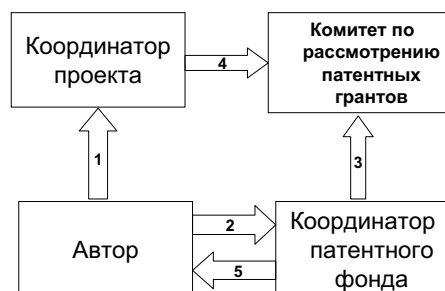 Координатор
проекта
4
Комитет по
рассмотрению
патентных
грантов
1
3
Автор
2
5
Координатор
патентного
фонда